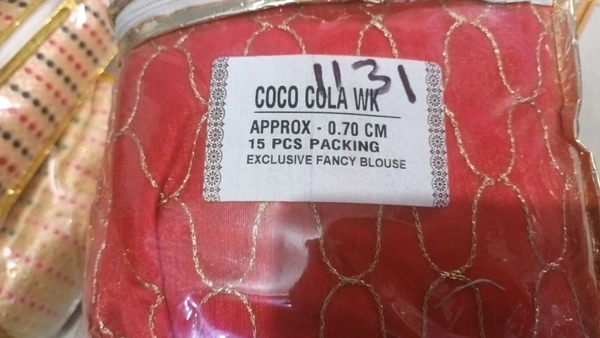 1131
COCO COLA WK
APPROX - 0.70 CM
15 PCS PACKING
EXCLUSIVE FANCY BLOUSE